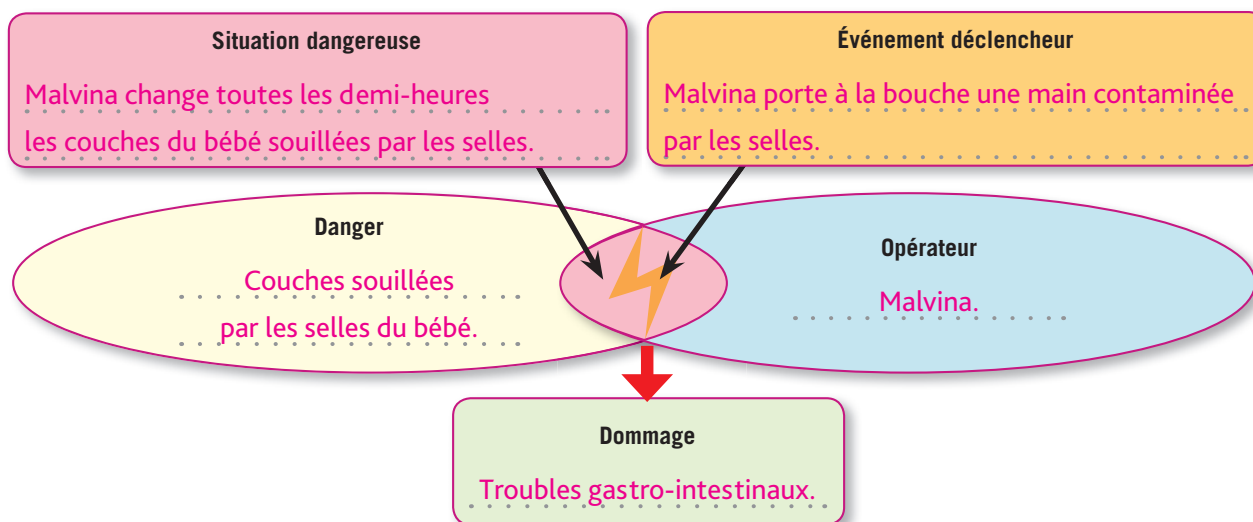 Situation dangereuse
Malvina change toutes les demi-heures
les couches du bébé souillées par les selles.
Événement déclencheur
Malvina porte à la bouche une main contaminée
par les selles.
Danger
Couches souillées
par les selles du bébé.
Opérateur
Malvina.
Dommage
Troubles gastro-intestinaux.